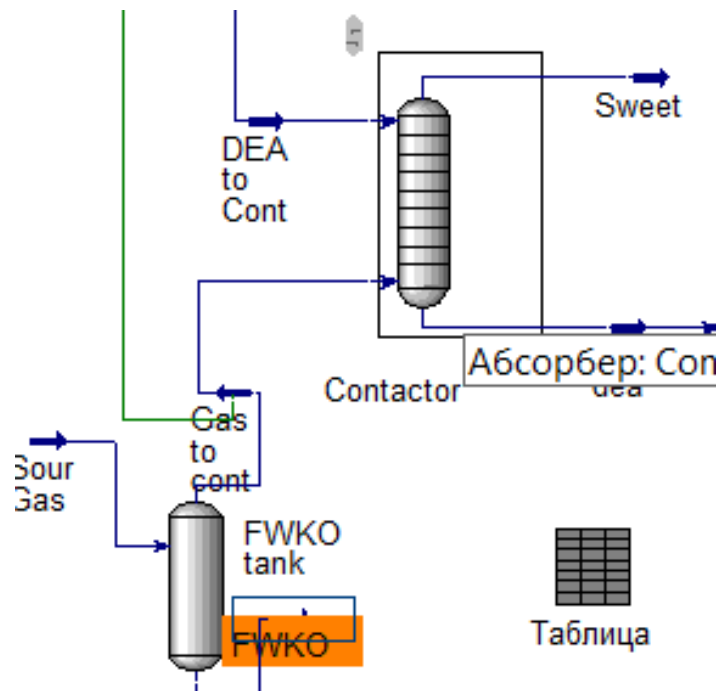 Sweet
DEA
to
Cont
Абсорбер: Con
Contactor
dea
Gas
to
cont
Sour
Gas
FWKO
tank
FWKO
Таблица